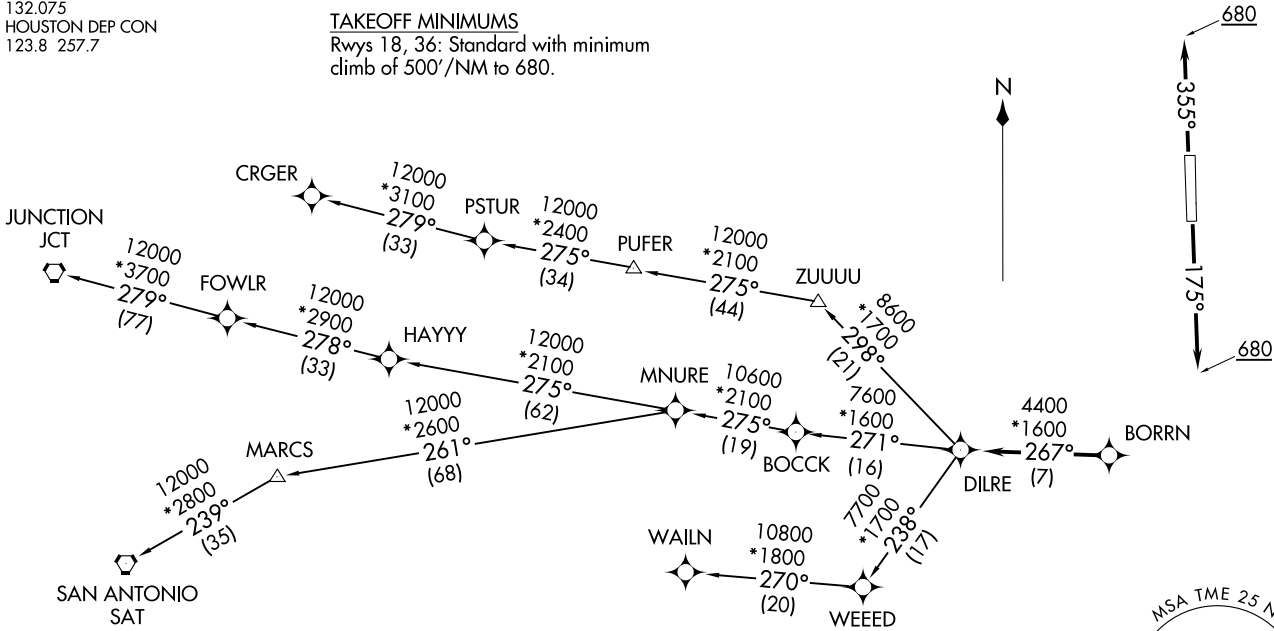 132.075
HOUSTON DEP CON
123.8 257.7
TAKEOFF MINIMUMS
Rwys 18, 36: Standard with minimum
climb of 500'/NM to 680.
680
355°
175°
680
N
CRGER
12000
*3100
279°
(33)
PSTUR
12000
*2400
275°
(34)
PUFER
12000
*2100
275°
(44)
ZUUUU
8600
*1700
298°
(21)
JUNCTION
JCT
12000
*3700
279°
(77)
FOWLR
12000
*2900
278°
(33)
HAYYY
12000
*2100
275°
(62)
MNURE
10600
*2100
275°
(19)
BOCCK
7600
*1600
271°
(16)
DILRE
4400
*1600
267°
(7)
BORRN
12000
*2600
261°
(68)
MARCS
12000
*2800
239°
(35)
SAN ANTONIO
SAT
7700
*1700
238°
(17)
WAILN
10800
*1800
270°
(20)
WEEED
MSA TME 25 N